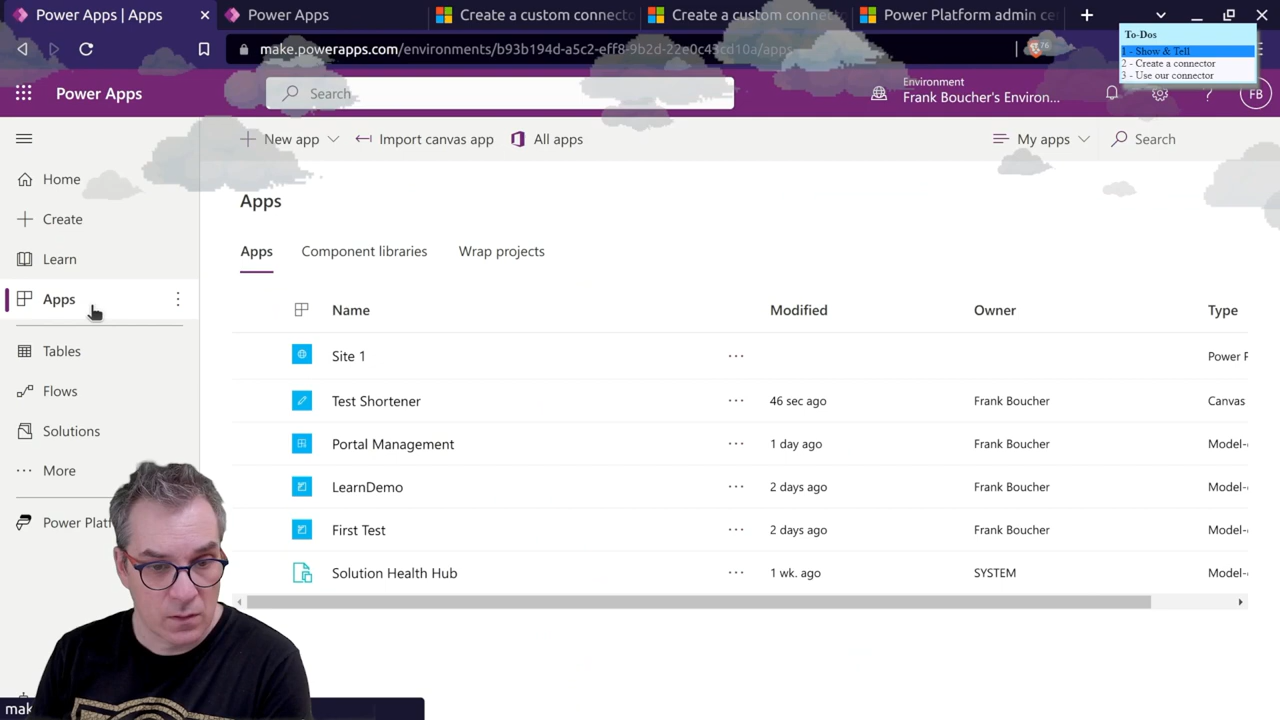 Power Apps | Apps
Power Apps
Create a custom connecto
Create a custom connec
Power Platform admin ce
make.powerapps.com/environments/b93b194d-a5c2-eff8-9b2d-22e0c43cd10a/apps
76
To-Dos
1 - Show & Tell
2 - Create a connector
3 - Use our connector
Power Apps
Search
Environment
Frank Boucher's Environ...
FB
New app
Import canvas app
All apps
My apps
Search
Home
Create
Learn
Apps
Tables
Flows
Solutions
More
Power Platf
Apps
Apps
Component libraries
Wrap projects
Name
Modified
Owner
Type
Site 1
Power P
Test Shortener
46 sec ago
Frank Boucher
Canvas
Portal Management
1 day ago
Frank Boucher
Model-
LearnDemo
2 days ago
Frank Boucher
Model-
First Test
2 days ago
Frank Boucher
Model-
Solution Health Hub
1 wk. ago
SYSTEM
Model-
mak